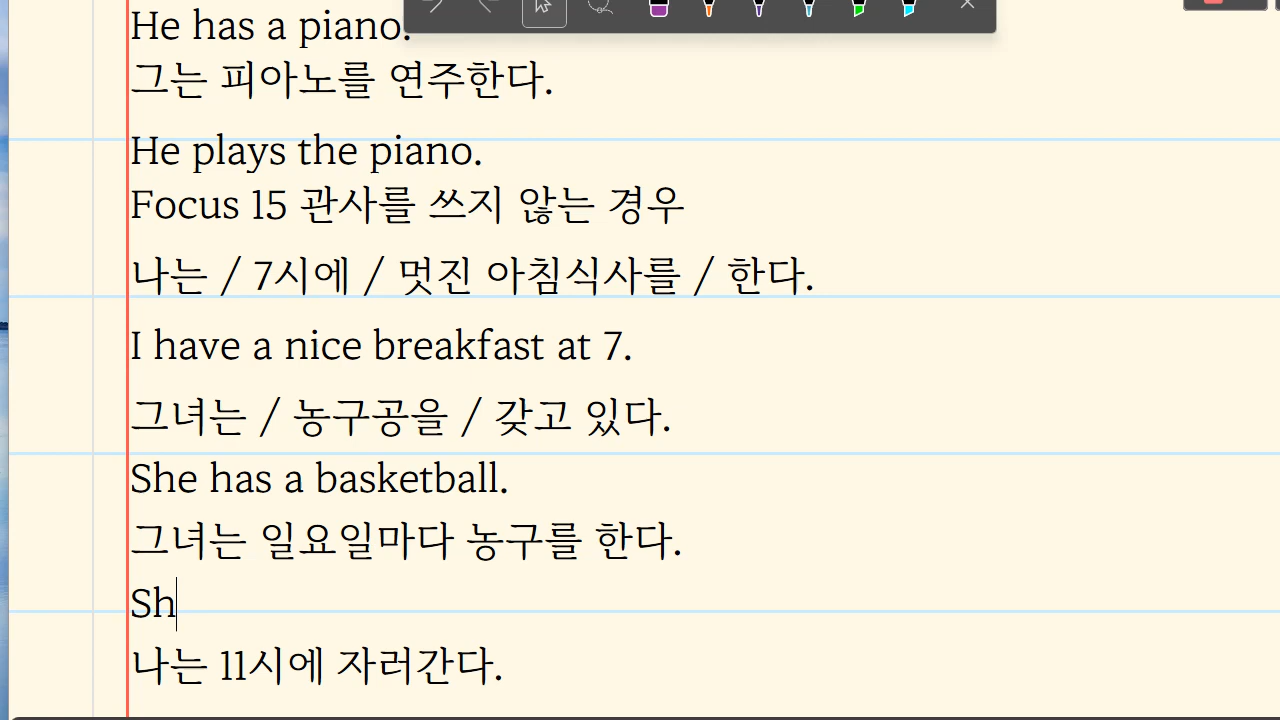 He has a piano.
그는 피아노를 연주한다.
He plays the piano.
Focus 15 관사를 쓰지 않는 경우
나는 / 7시에 / 멋진 아침식사를 / 한다.
I have a nice breakfast at 7.
그녀는 / 농구공을 / 갖고 있다.
She has a basketball.
그녀는 일요일마다 농구를 한다.
Sh
나는 11시에 자러간다.